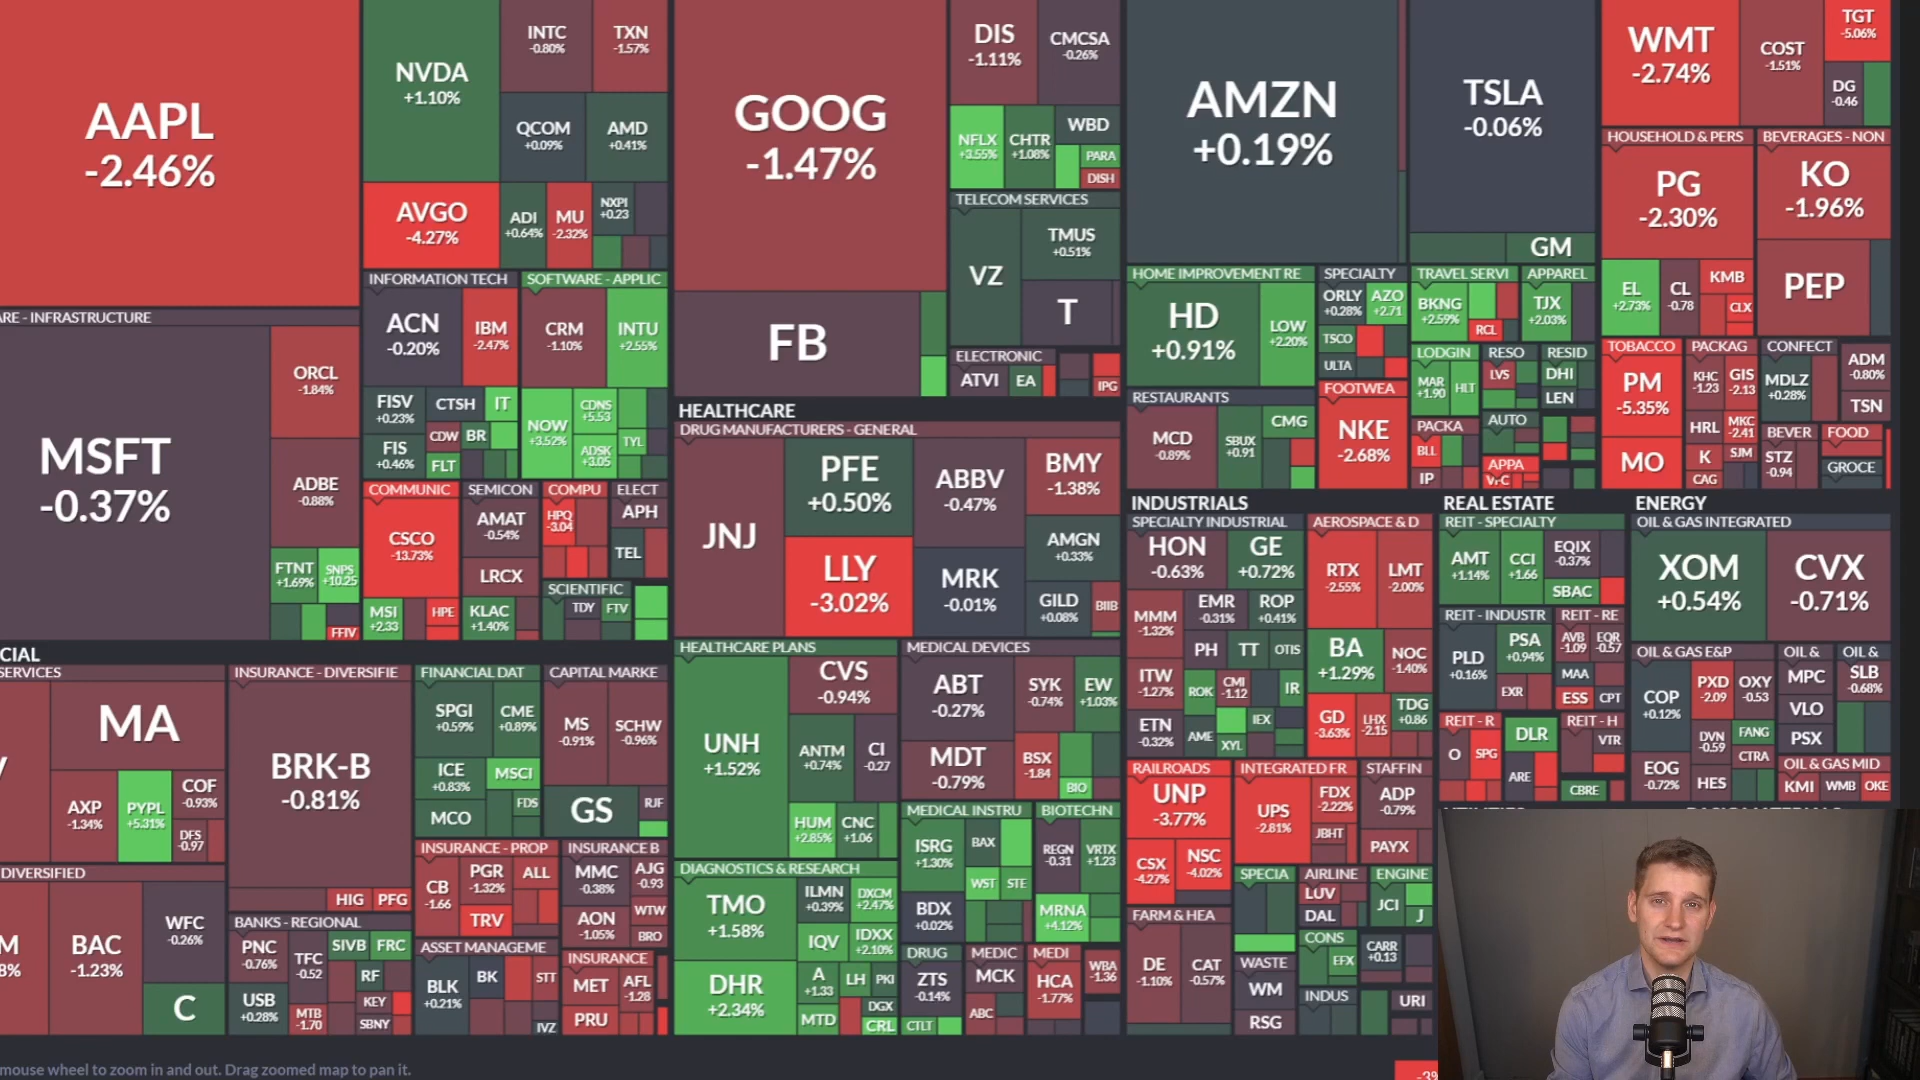 AAPL
-2.46%
NVDA
+1.10%
INTC
-0.80%
TXN
-1.57%
QCOM
+0.09%
AMD
+0.41%
AVGO
-4.27%
ADI
+0.64%
MU
-2.32%
NXPI
+0.23
INFORMATION TECH
ACN
-0.20%
IBM
-2.47%
FISV
+0.23%
CTSH
IT
FIS
+0.46%
CDW
BR
FLT
SOFTWARE - APPLIC
CRM
-1.10%
INTU
+2.55%
NOW
+3.52%
CDNS
+5.53
ADSK
+3.05
TYL
ARE - INFRASTRUCTURE
MSFT
-0.37%
ORCL
-1.84%
ADBE
-0.88%
FTNT
+1.69%
SNPS
+10.25
FFIV
COMMUNIC
CSCO
-13.73%
MSI
+2.33
HPE
SEMICON
AMAT
-0.54%
LRCX
KLAC
+1.40%
COMPU
HPQ
-3.04
ELECT
APH
TEL
SCIENTIFIC
TDY
FTV
GOOG
-1.47%
FB
DIS
-1.11%
CMCSA
-0.26%
NFLX
+3.55%
CHTR
+1.08%
WBD
PARA
DISH
TELECOM SERVICES
VZ
TMUS
+0.51%
T
ELECTRONIC
ATVI
EA
IPG
AMZN
+0.19%
TSLA
-0.06%
GM
HOME IMPROVEMENT RE
HD
+0.91%
LOW
+2.20%
SPECIALTY
ORLY
+0.28%
AZO
+2.71
TSCO
ULTA
TRAVEL SERVI
BKNG
+2.59%
RCL
APPAREL
TJX
+2.03%
RESTAURANTS
MCD
-0.89%
SBUX
+0.91
CMG
FOOTWEA
NKE
-2.68%
LODGIN
MAR
+1.90
HLT
RESO
LVS
RESID
DHI
LEN
PACKA
BLL
IP
AUTO
APPA
WMT
-2.74%
COST
-1.51%
TGT
-5.06%
DG
-0.46
HOUSEHOLD & PERS
PG
-2.30%
EL
+2.73%
CL
-0.78
KMB
CLX
BEVERAGES - NON
KO
-1.96%
PEP
TOBACCO
PM
-5.35%
MO
PACKAG
KHC
-1.23
GIS
-2.13
HRL
MKC
-2.41
K
SJM
CAG
CONFECT
MDLZ
+0.28%
ADM
-0.80%
TSN
BEVER
STZ
-0.94
FOOD
GROCE
HEALTHCARE
DRUG MANUFACTURERS - GENERAL
JNJ
PFE
+0.50%
LLY
-3.02%
ABBV
-0.47%
MRK
-0.01%
BMY
-1.38%
AMGN
+0.33%
GILD
+0.08%
BIIB
HEALTHCARE PLANS
UNH
+1.52%
CVS
-0.94%
ANTM
+0.74%
CI
-0.27
HUM
+2.85%
CNC
+1.06
MEDICAL DEVICES
ABT
-0.27%
MDT
-0.79%
SYK
-0.74%
EW
+1.03%
BSX
-1.84
BIO
DIAGNOSTICS & RESEARCH
TMO
+1.58%
DHR
+2.34%
ILMN
+0.39%
DXCM
+2.47%
IQV
IDXX
+2.10%
A
+1.33
LH
PKI
MTD
DGX
CRL
MEDICAL INSTRU
ISRG
+1.30%
BAX
WST
STE
BDX
+0.02%
BIOTECHN
REGN
-0.31
VRTX
+1.23
MRNA
+4.12%
DRUG
ZTS
-0.14%
CTLT
MEDIC
MCK
ABC
MEDI
HCA
-1.77%
WBA
-1.36
INDUSTRIALS
SPECIALTY INDUSTRIAL
HON
-0.63%
GE
+0.72%
MMM
-1.32%
EMR
-0.31%
ROP
+0.41%
PH
TT
OTIS
ITW
-1.27%
ROK
CMI
-1.12
IR
ETN
-0.32%
AME
IEX
XYL
AEROSPACE & D
RTX
-2.55%
LMT
-2.00%
BA
+1.29%
NOC
-1.40%
GD
-3.63%
LHX
-2.15
TDG
+0.86
RAILROADS
UNP
-3.77%
CSX
-4.27%
NSC
-4.02%
INTEGRATED FR
UPS
-2.81%
FDX
-2.22%
JBHT
STAFFIN
ADP
-0.79%
PAYX
FARM & HEA
DE
-1.10%
CAT
-0.57%
SPECIA
AIRLINE
LUV
DAL
ENGINE
JCI
J
WASTE
WM
RSG
CONS
EFX
CARR
+0.13
INDUS
URI
REAL ESTATE
REIT - SPECIALTY
AMT
+1.14%
CCI
+1.66
EQIX
-0.37%
SBAC
REIT - INDUSTR
PLD
+0.16%
PSA
+0.94%
EXR
REIT - RE
AVB
-1.09
EQR
-0.57
MAA
ESS
CPT
REIT - R
O
SPG
DLR
ARE
REIT - H
VTR
CBRE
ENERGY
OIL & GAS INTEGRATED
XOM
+0.54%
CVX
-0.71%
OIL & GAS E&P
COP
+0.12%
PXD
-2.09
OXY
-0.53
DVN
-0.59
FANG
CTRA
EOG
-0.72%
HES
OIL &
MPC
VLO
PSX
OIL &
SLB
-0.68%
OIL & GAS MID
KMI
WMB
OKE
CIAL
SERVICES
MA
AXP
-1.34%
PYPL
+5.31%
COF
-0.93%
DFS
-0.97
DIVERSIFIED
M
8%
BAC
-1.23%
WFC
-0.26%
C
INSURANCE - DIVERSIFIE
BRK-B
-0.81%
HIG
PFG
BANKS - REGIONAL
PNC
-0.76%
TFC
-0.52
SIVB
FRC
RF
USB
+0.28%
MTB
-1.70
KEY
SBNY
FINANCIAL DAT
SPGI
+0.59%
CME
+0.89%
ICE
+0.83%
MSCI
MCO
FDS
CAPITAL MARKE
MS
-0.91%
SCHW
-0.96%
GS
RJF
INSURANCE - PROP
CB
-1.66
PGR
-1.32%
ALL
TRV
INSURANCE B
MMC
-0.38%
AJG
-0.93
AON
-1.05%
WTW
BRO
ASSET MANAGEME
BLK
+0.21%
BK
STT
IVZ
INSURANCE
MET
AFL
-1.28
PRU
mouse wheel to zoom in and out. Drag zoomed map to pan it.
-3%